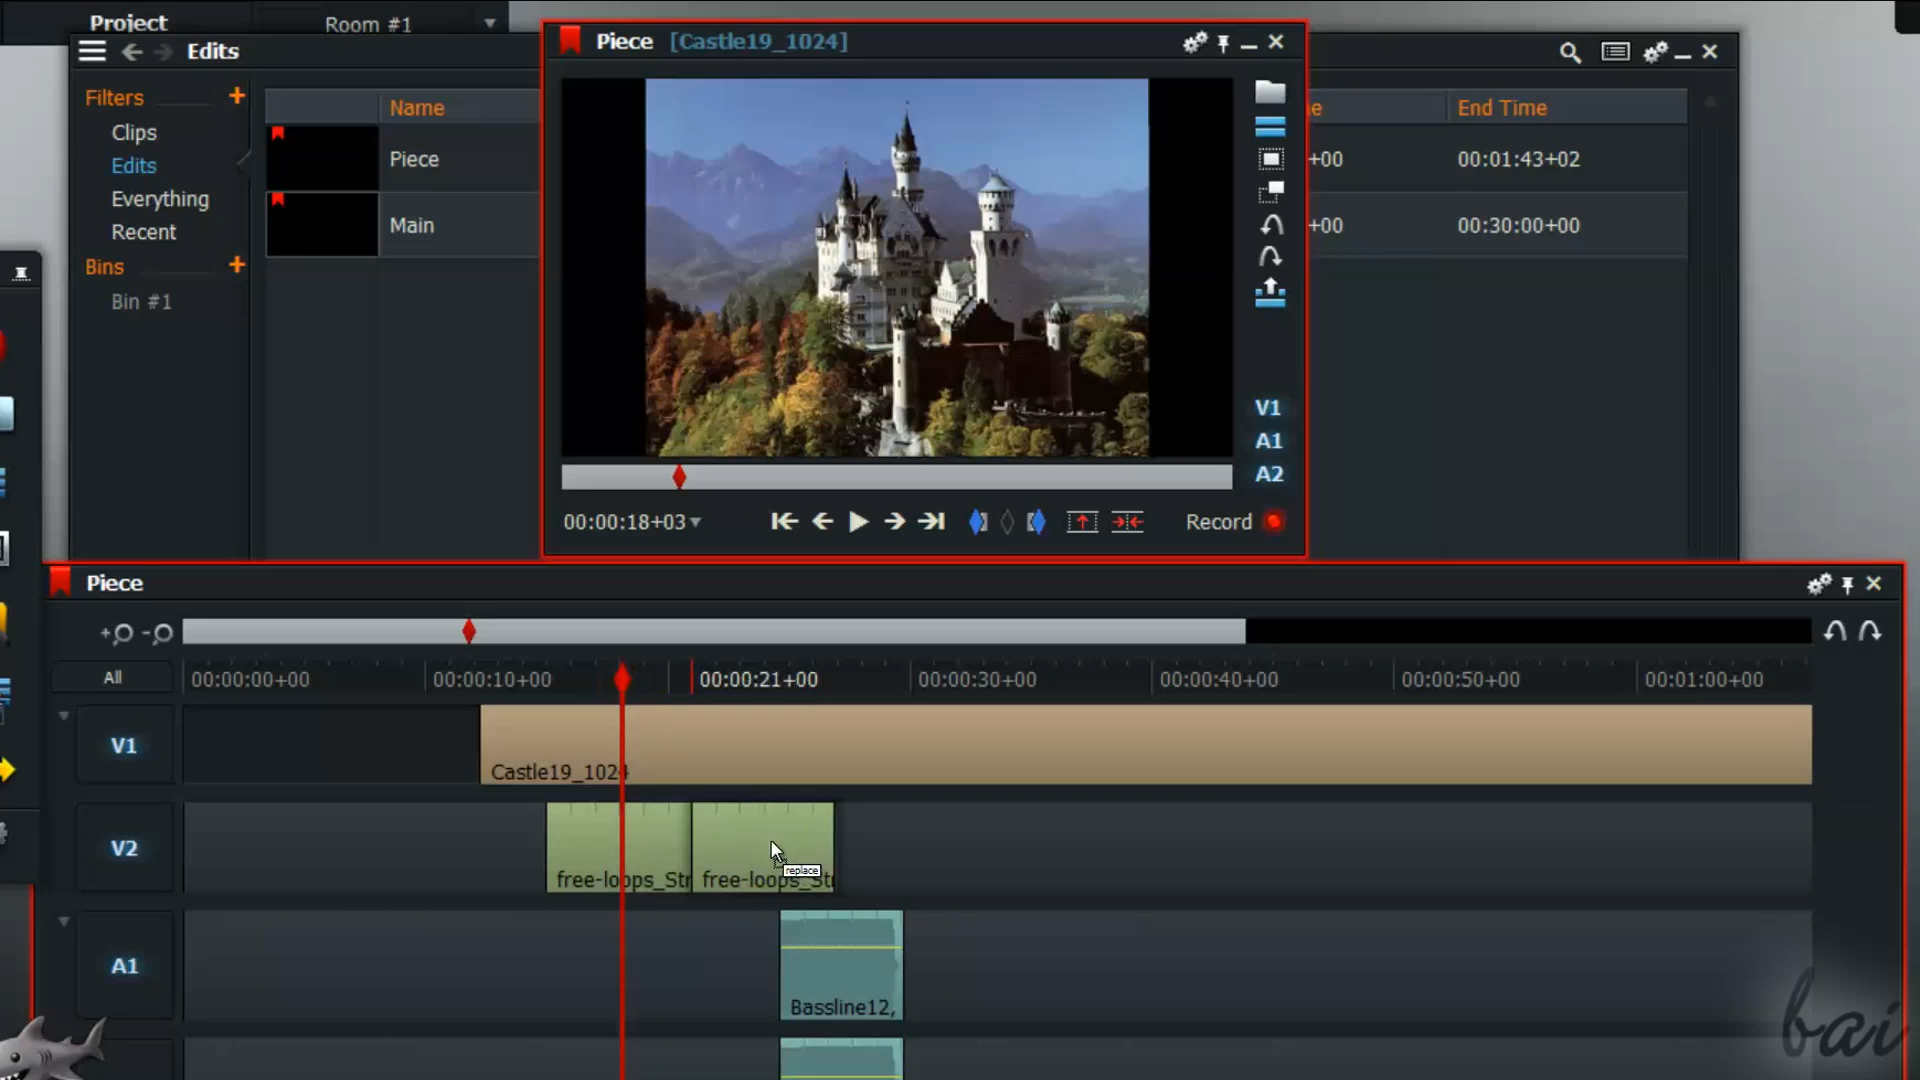 Project
Room #1
Edits
Filters +
Clips
Edits
Everything
Recent
Bins +
Bin #1
Name
Piece
Main
Piece [Castle19_1024]
V1
A1
A2
00:00:18+03
Record
End Time
+00 00:01:43+02
+00 00:30:00+00
Piece
All 00:00:00+00 00:00:10+00 00:00:21+00 00:00:30+00 00:00:40+00 00:00:50+00 00:01:00+00
V1
Castle19_1024
V2
free-loops_Str free-loops_Str
replace
A1
Bassline12,
bai